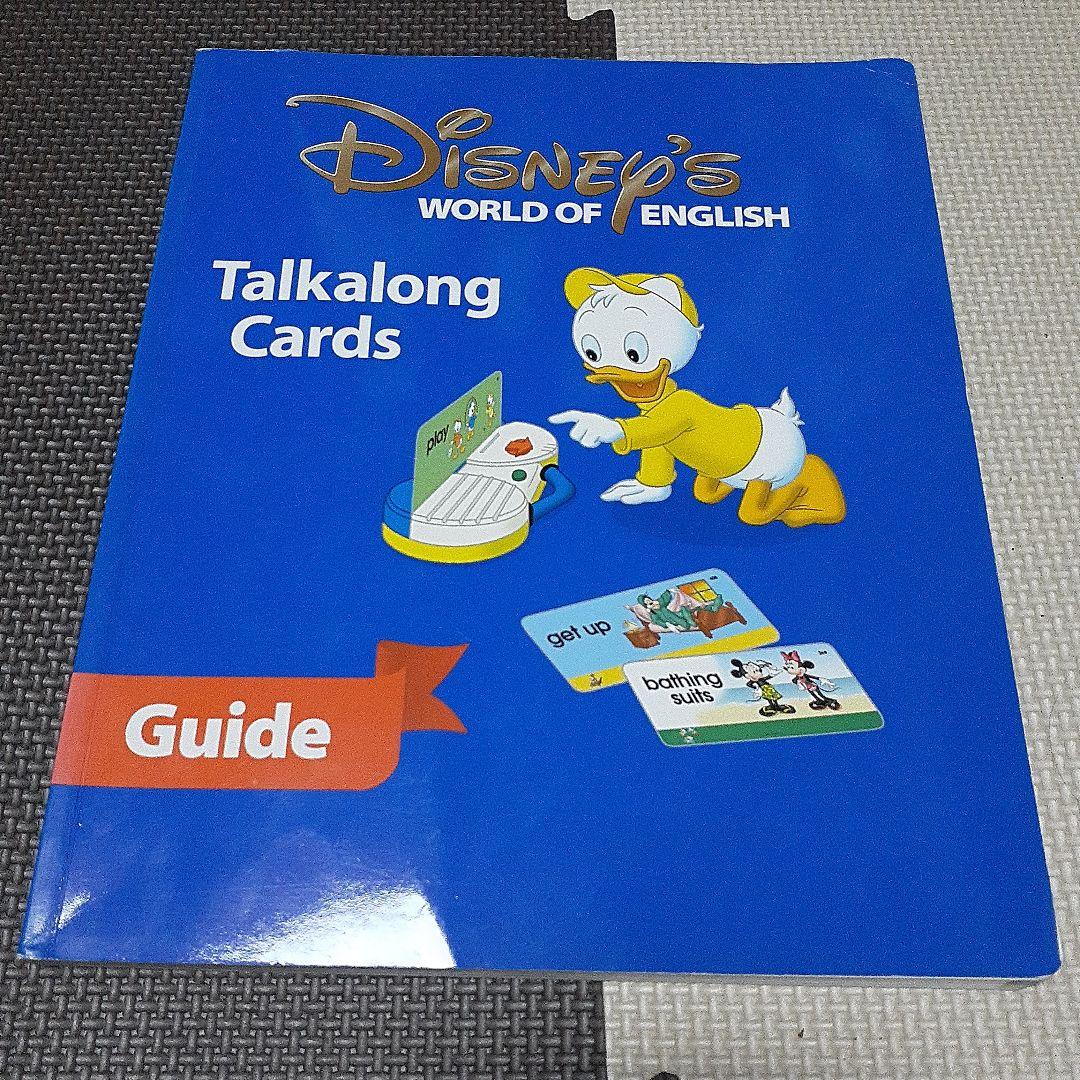 Disney's
WORLD OF ENGLISH
Talkalong
Cards
play
get up
bathing
suits
Guide